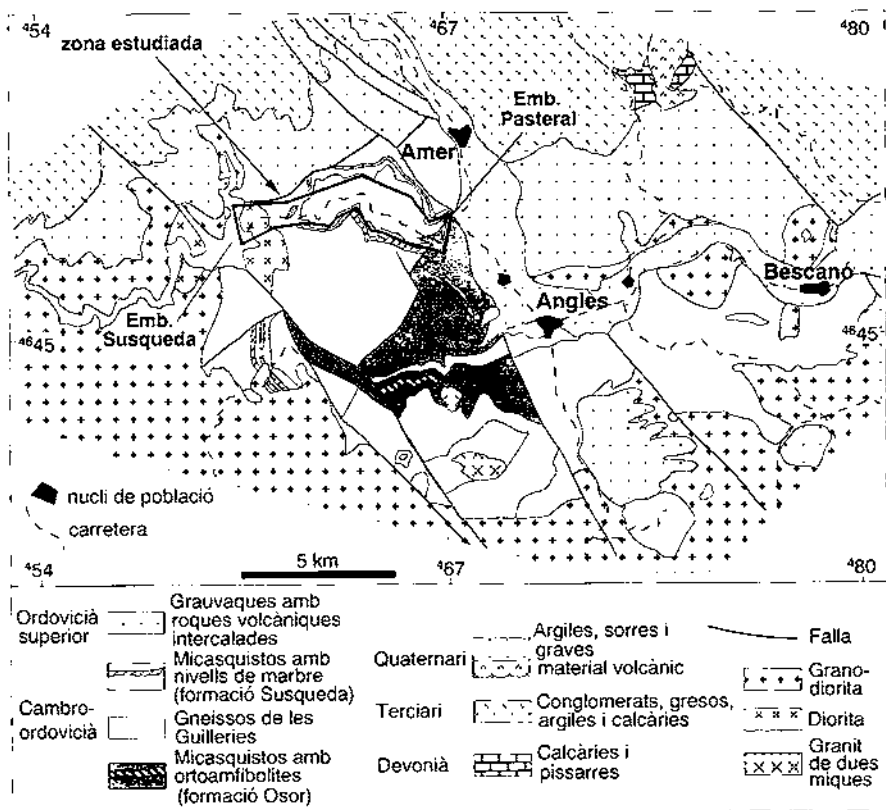 ⁴54
⁴67
⁴80
zona estudiada
Emb.
Pasteral
Amer
Bescanó
Angles
Emb.
Susqueda
⁴⁶45
⁴⁶45
nucli de població
carretera
5 km
⁴54
⁴67
⁴80
Ordovicià
superior
Grauvaques amb
roques volcàniques
intercalades
Cambro-
ordovicià
Micasquistos amb
nivells de marbre
(formació Susqueda)
Gneissos de les
Guilleries
Micasquistos amb
ortoamfibolites
(formació Osor)
Quaternari
Argiles, sorres i
graves
material volcànic
Terciari
Conglomerats, gresos,
argiles i calcàries
Devonià
Calcàries i
pissarres
Falla
Grano-
diorita
Diorita
Granit
de dues
miques